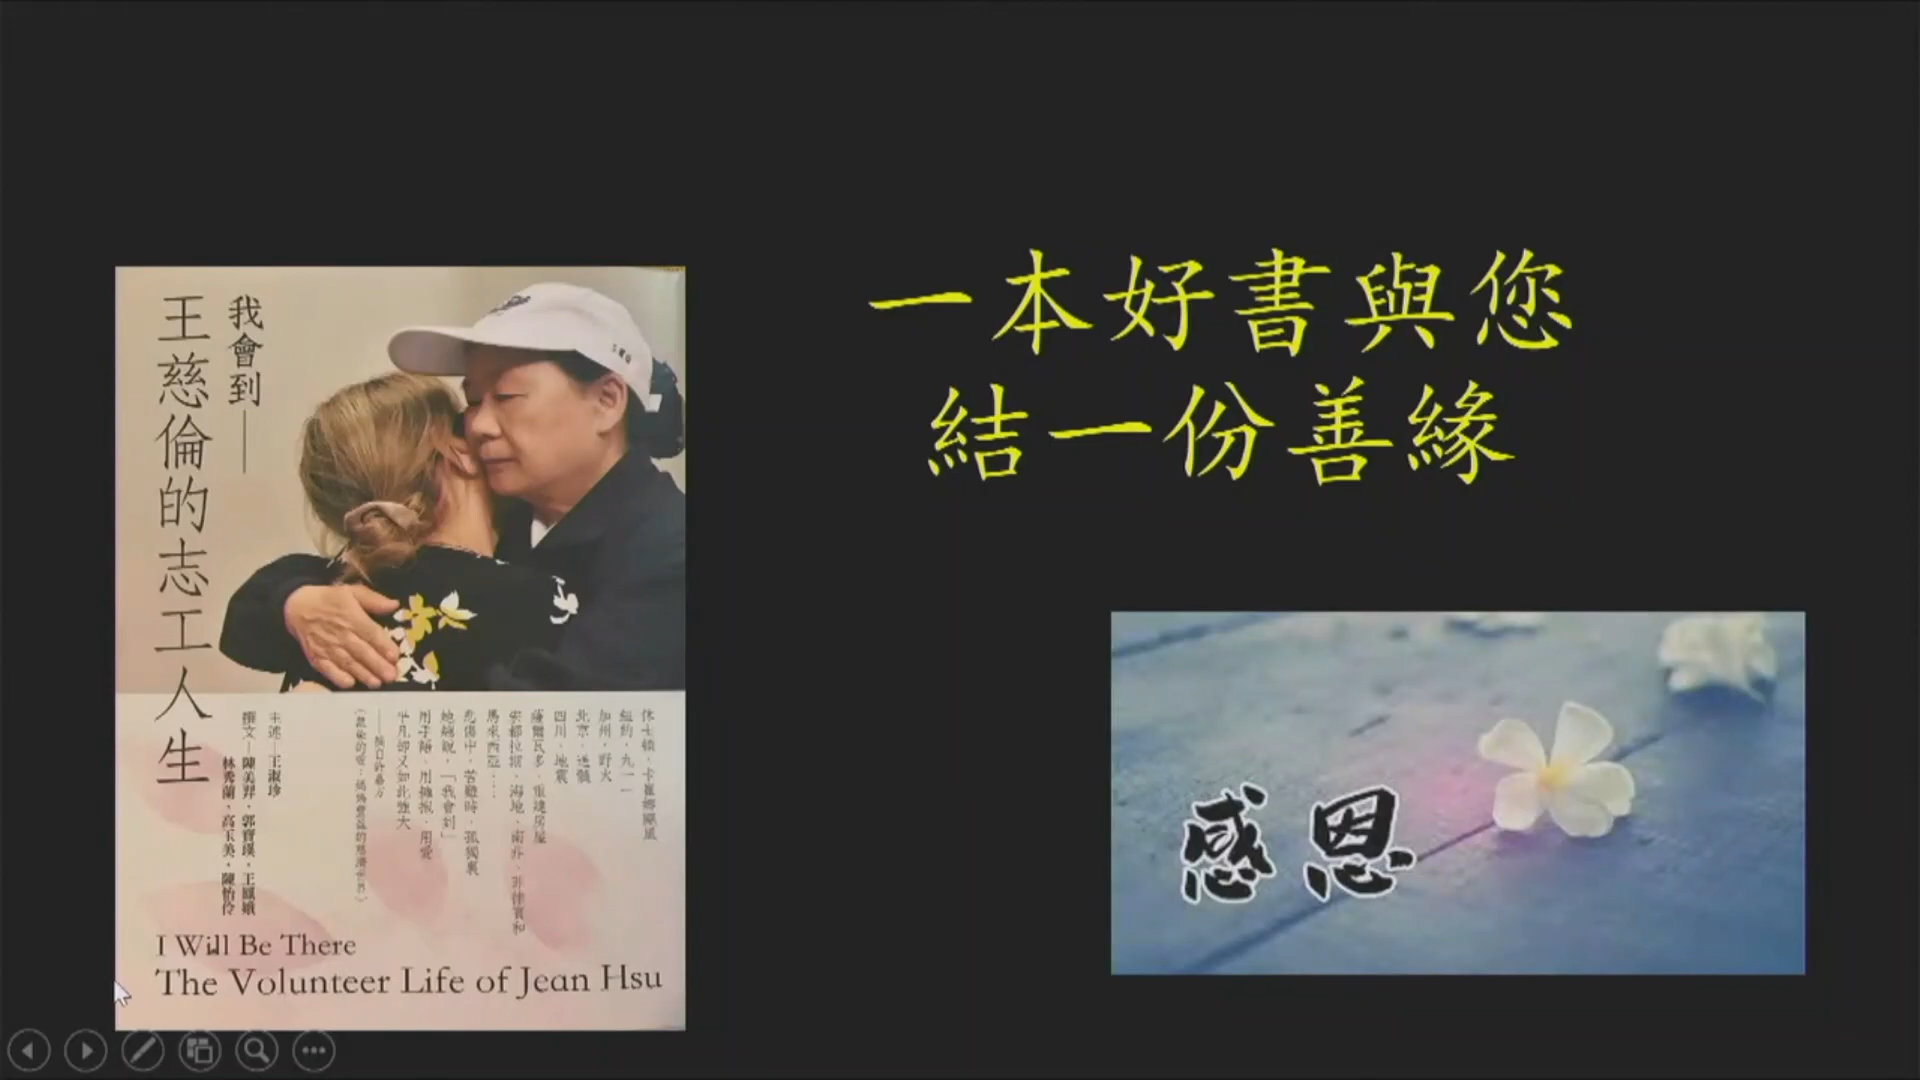 我會到——
王慈倫的志工人生
休士頓，卡崔娜颶風
紐約，九一一
加州，野火
北京，送髓
四川，地震
薩爾瓦多，重建房屋
宏都拉斯、海地、南非、菲律賓和
馬來西亞……
悲傷中，苦難時，孤獨裏
她總說，「我會到」
用手語、用擁抱、用愛
平凡卻又如此強大
主述—王淑珍
撰文—陳美羿，郭寶瑛，王鳳娥
林秀蘭，高玉美，陳怡伶
I Will Be There
The Volunteer Life of Jean Hsu
一本好書與您
結一份善緣
感恩